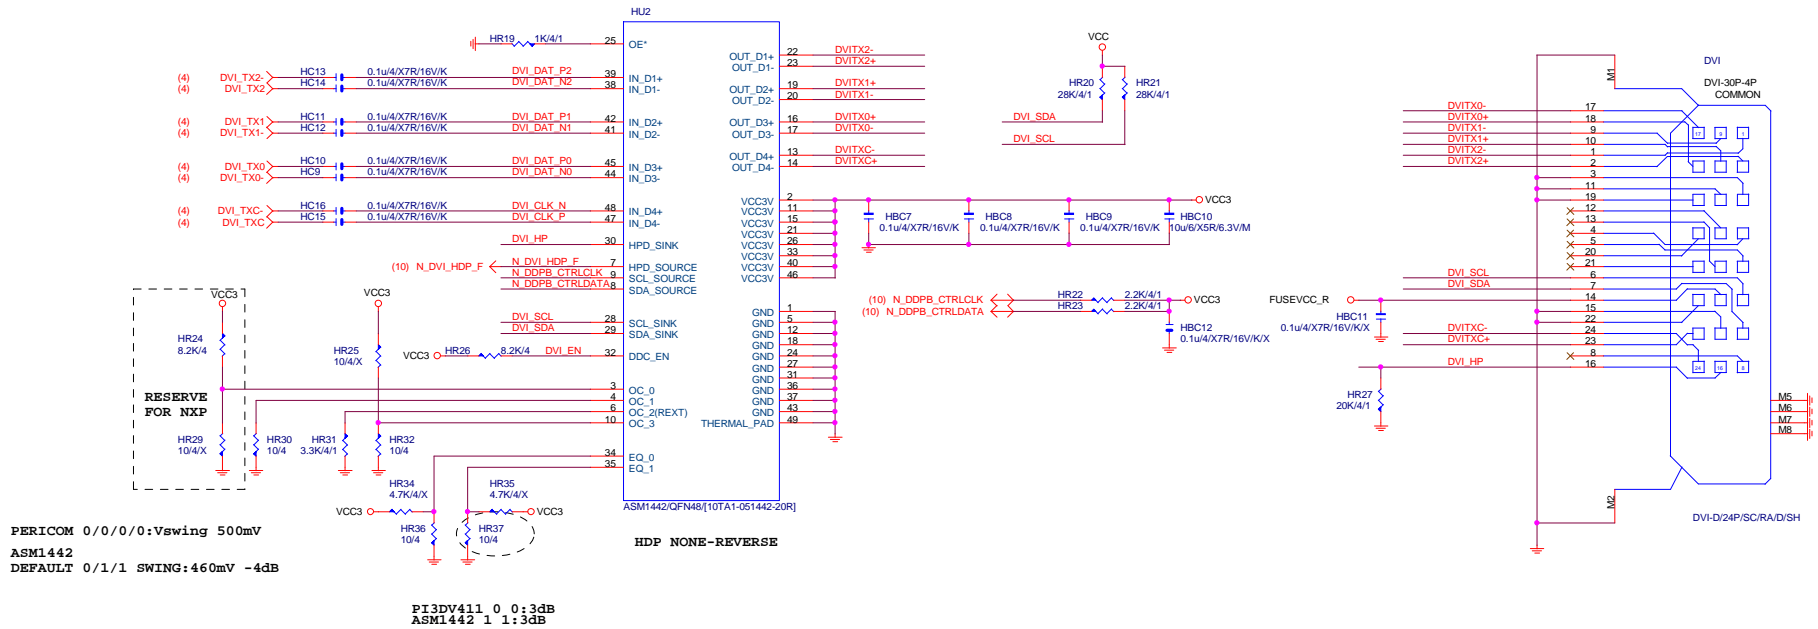 HU2
HR19 1K/4/1 25 OE*
(4) DVI_TX2- HC13 0.1u/4/X7R/16V/K DVI_DAT_P2 39 IN_D1+
(4) DVI_TX2 HC14 0.1u/4/X7R/16V/K DVI_DAT_N2 38 IN_D1-
(4) DVI_TX1 HC11 0.1u/4/X7R/16V/K DVI_DAT_P1 42 IN_D2+
(4) DVI_TX1- HC12 0.1u/4/X7R/16V/K DVI_DAT_N1 41 IN_D2-
(4) DVI_TX0 HC10 0.1u/4/X7R/16V/K DVI_DAT_P0 45 IN_D3+
(4) DVI_TX0- HC9 0.1u/4/X7R/16V/K DVI_DAT_N0 44 IN_D3-
(4) DVI_TXC- HC16 0.1u/4/X7R/16V/K DVI_CLK_N 48 IN_D4+
(4) DVI_TXC HC15 0.1u/4/X7R/16V/K DVI_CLK_P 47 IN_D4-
DVI_HP 30 HPD_SINK
(10) N_DVI_HDP_F N_DVI_HDP_F 7 HPD_SOURCE
N_DDPB_CTRLCLK 9 SCL_SOURCE
N_DDPB_CTRLDATA 8 SDA_SOURCE
DVI_SCL 28 SCL_SINK
DVI_SDA 29 SDA_SINK
VCC3 HR26 8.2K/4 DVI_EN 32 DDC_EN
3 OC_0
4 OC_1
6 OC_2(REXT)
10 OC_3
34 EQ_0
35 EQ_1
OUT_D1+ 22 DVITX2-
OUT_D1- 23 DVITX2+
OUT_D2+ 19 DVITX1+
OUT_D2- 20 DVITX1-
OUT_D3+ 16 DVITX0+
OUT_D3- 17 DVITX0-
OUT_D4+ 13 DVITXC-
OUT_D4- 14 DVITXC+
VCC3V 2
VCC3V 11
VCC3V 15
VCC3V 21
VCC3V 26
VCC3V 33
VCC3V 40
VCC3V 46
GND 1
GND 5
GND 12
GND 18
GND 24
GND 27
GND 31
GND 36
GND 37
GND 43
THERMAL_PAD 49
ASM1442/QFN48/[10TA1-051442-20R]
HDP NONE-REVERSE
VCC3
HR24
8.2K/4
RESERVE
FOR NXP
HR29
10/4/X
HR30
10/4
VCC3
HR25
10/4/X
HR31
3.3K/4/1
HR32
10/4
HR34
4.7K/4/X
VCC3
HR36
10/4
HR35
4.7K/4/X
VCC3
HR37
10/4
PERICOM 0/0/0/0:Vswing 500mV
ASM1442
DEFAULT 0/1/1 SWING:460mV -4dB
PI3DV411 0 0:3dB
ASM1442 1 1:3dB
VCC
HR20
28K/4/1
HR21
28K/4/1
DVI_SDA
DVI_SCL
VCC3
HBC7
0.1u/4/X7R/16V/K
HBC8
0.1u/4/X7R/16V/K
HBC9
0.1u/4/X7R/16V/K
HBC10
10u/6/X5R/6.3V/M
(10) N_DDPB_CTRLCLK HR22 2.2K/4/1 VCC3
(10) N_DDPB_CTRLDATA HR23 2.2K/4/1
HBC12
0.1u/4/X7R/16V/K/X
DVI
DVI-30P-4P
COMMON
M1
DVITX0- 17
DVITX0+ 18
DVITX1- 9
DVITX1+ 10
DVITX2- 1
DVITX2+ 2
3
11
19
12
13
4
5
20
21
DVI_SCL 6
DVI_SDA 7
FUSEVCC_R 14
15
22
DVITXC- 24
DVITXC+ 23
8
DVI_HP 16
HBC11
0.1u/4/X7R/16V/K/X
HR27
20K/4/1
17 9 1
24 16 8
M5
M6
M7
M8
M2
DVI-D/24P/SC/RA/D/SH